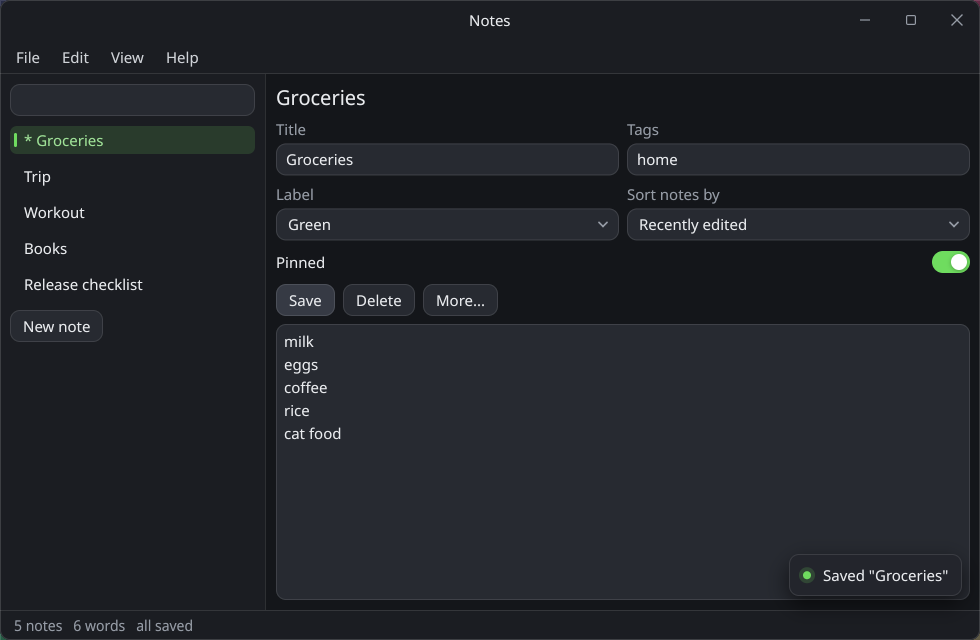 Notes
File Edit View Help
* Groceries
Trip
Workout
Books
Release checklist
New note
Groceries
Title Tags
Groceries home
Label Sort notes by
Green Recently edited
Pinned
Save Delete More...
milk
eggs
coffee
rice
cat food
Saved "Groceries"
5 notes 6 words all saved